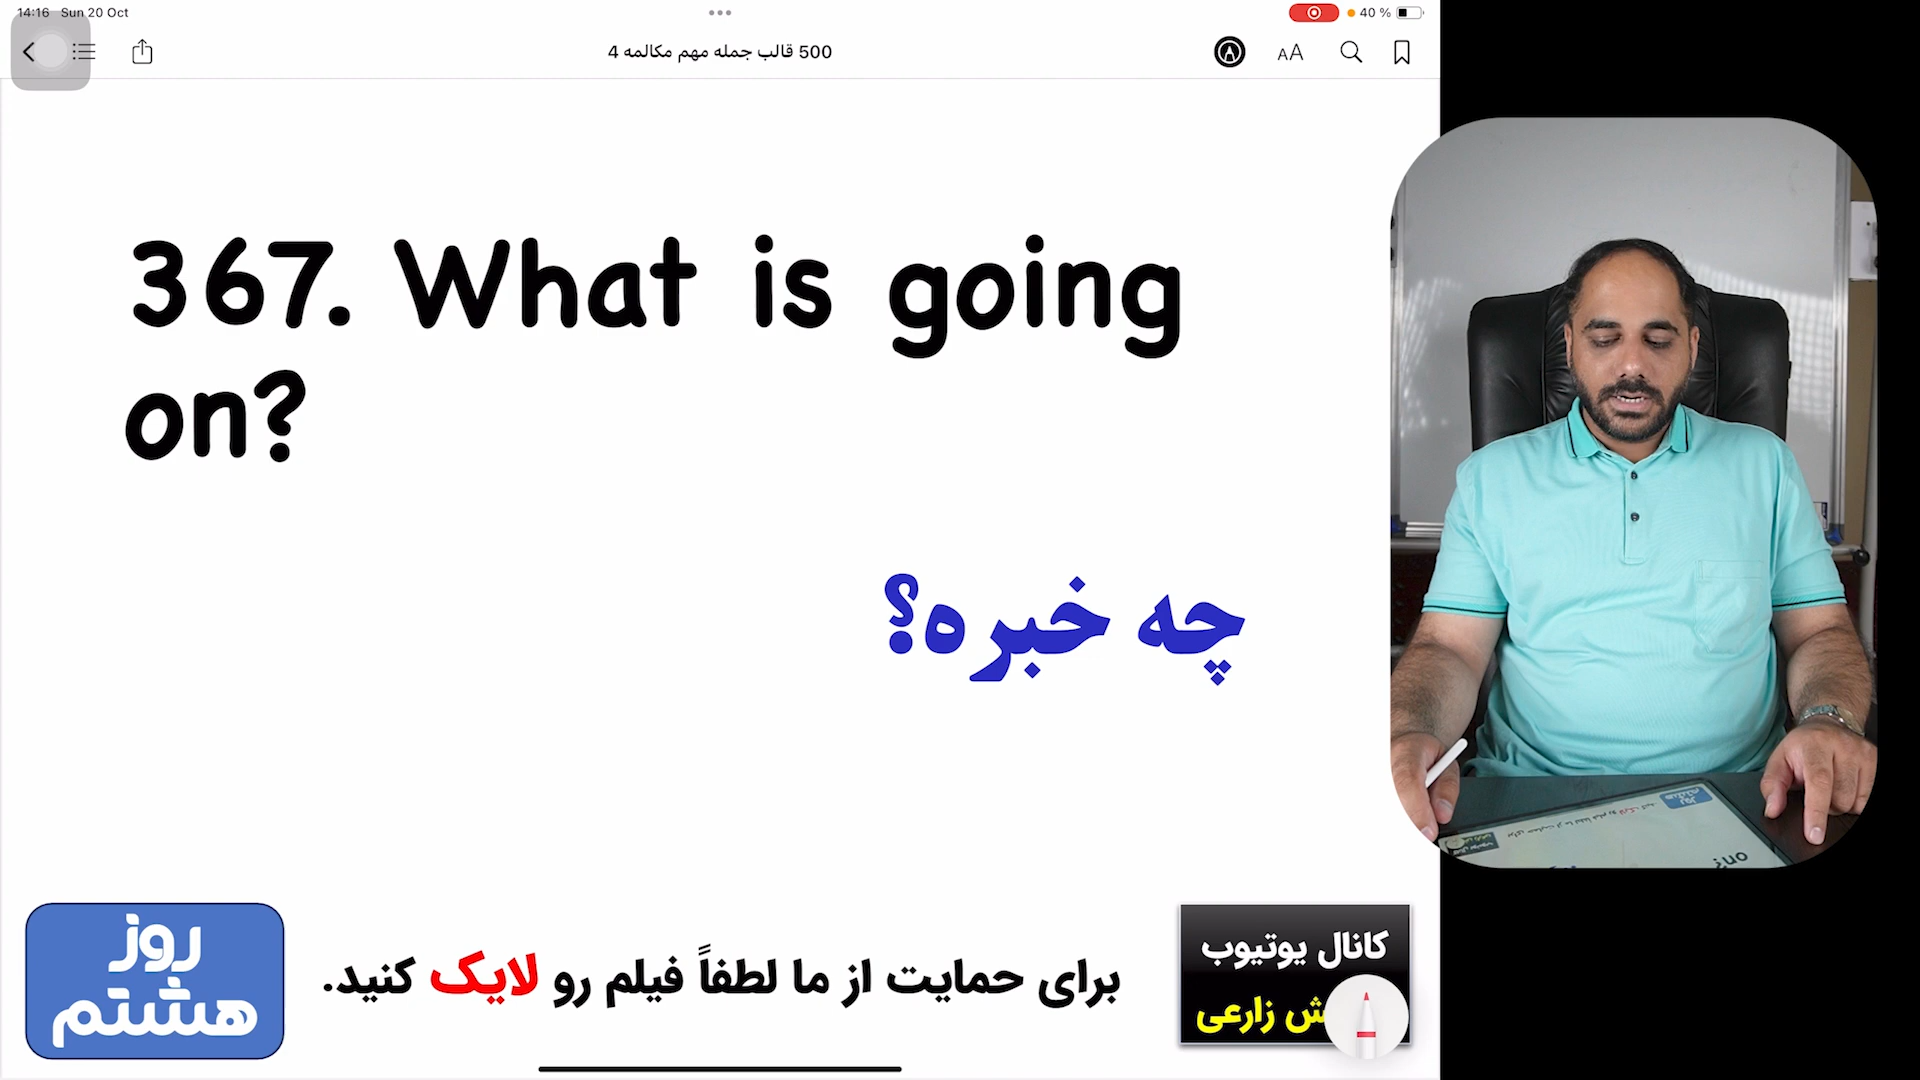 14:16 Sun 20 Oct
40 %
500 قالب جمله مهم مکالمه 4
AA
367. What is going
on?
چه خبره؟
روز
هشتم
برای حمایت از ما لطفاً فیلم رو لایک کنید.
کانال یوتیوب
زارعی
on?